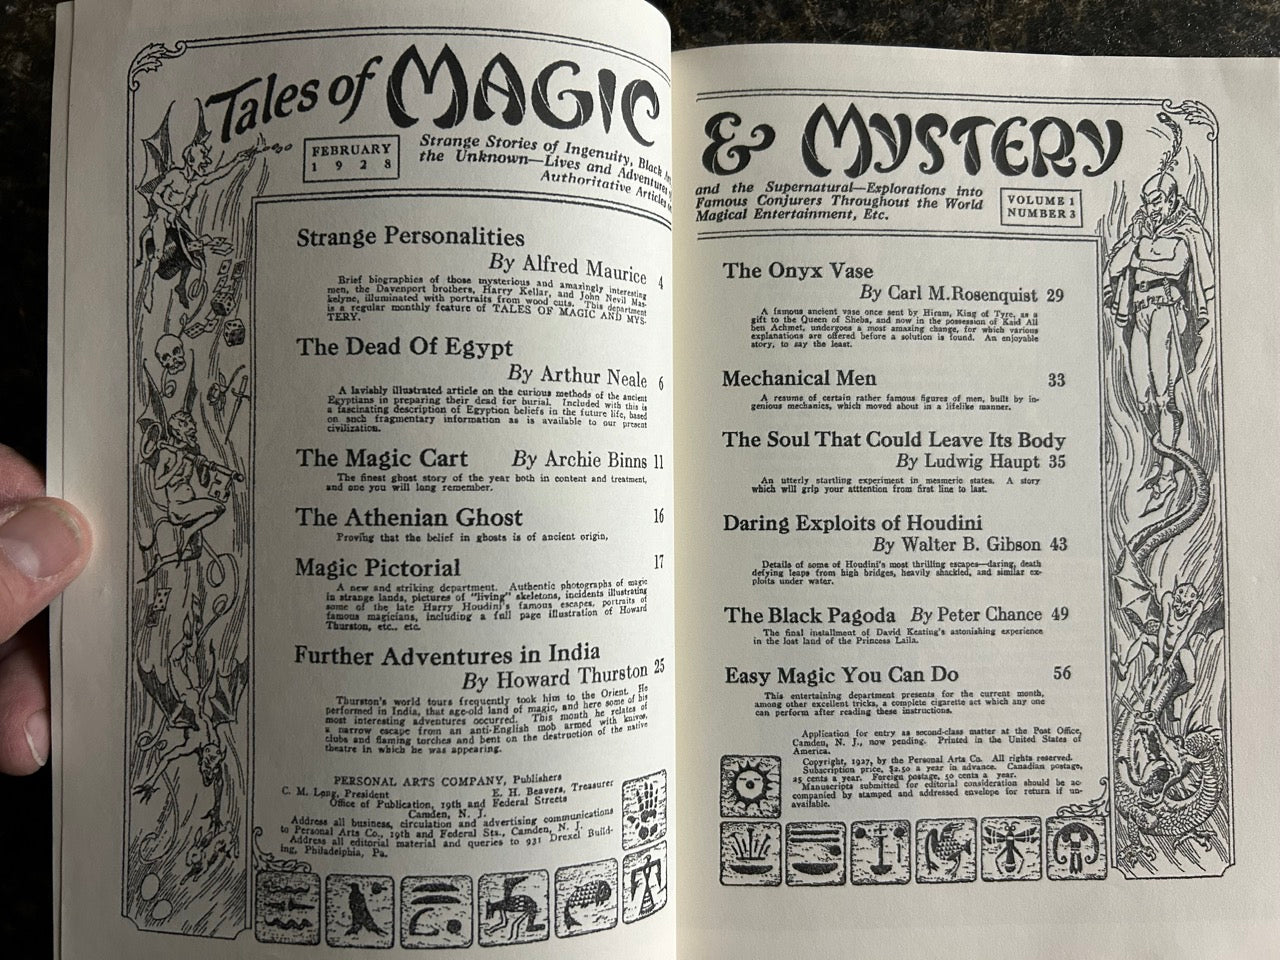 Tales of MAGIC
FEBRUARY
1928
Strange Stories of Ingenuity, Black
the Unknown—Lives and Adventures
Authoritative Articles
Strange Personalities
By Alfred Maurice 4
Brief biographies of those mysterious and amazingly interesting
men, the Davenport brothers, Harry Kellar, and John Nevil Mas-
kelyne, illuminated with portraits from wood cuts. This department
is a regular monthly feature of TALES OF MAGIC AND MYS-
TERY.
The Dead Of Egypt
By Arthur Neale 6
A lavishly illustrated article on the curious methods of the ancient
Egyptians in preparing their dead for burial. Included with this is
a fascinating description of Egyption beliefs in the future life, based
on such fragmentary information as is available to our present
civilization.
The Magic Cart By Archie Binns 11
The finest ghost story of the year both in content and treatment,
and one you will long remember.
The Athenian Ghost 16
Proving that the belief in ghosts is of ancient origin,
Magic Pictorial 17
A new and striking department. Authentic photographs of magic
in strange lands, pictures of "living" skeletons, incidents illustrating
some of the late Harry Houdini's famous escapes, portraits of
famous magicians, including a full page illustration of Howard
Thurston, etc., etc.
Further Adventures in India
By Howard Thurston 25
Thurston's world tours frequently took him to the Orient. He
performed in India, that age-old land of magic, and here some of his
most interesting adventures occurred. This month he relates of
a narrow escape from an anti-English mob armed with knives,
clubs and flaming torches and bent on the destruction of the native
theatre in which he was appearing.
PERSONAL ARTS COMPANY, Publishers
C. M. Long, President E. H. Beavers, Treasurer
Office of Publication, 19th and Federal Streets
Camden, N. J.
Address all business, circulation and advertising communications
to Personal Arts Co., 19th and Federal Sts., Camden, N. J.
Address all editorial material and queries to 931 Drexel Build-
ing, Philadelphia, Pa.
& MYSTERY
and the Supernatural—Explorations into
Famous Conjurers Throughout the World
Magical Entertainment, Etc.
VOLUME 1
NUMBER 3
The Onyx Vase
By Carl M. Rosenquist 29
A famous ancient vase once sent by Hiram, King of Tyre, as a
gift to the Queen of Sheba, and now in the possession of Kaid Ali
ben Achmet, undergoes a most amazing change, for which various
explanations are offered before a solution is found. An enjoyable
story, to say the least.
Mechanical Men 33
A resume of certain rather famous figures of men, built by in-
genious mechanics, which moved about in a lifelike manner.
The Soul That Could Leave Its Body
By Ludwig Haupt 35
An utterly startling experiment in mesmeric states. A story
which will grip your atttention from first line to last.
Daring Exploits of Houdini
By Walter B. Gibson 43
Details of some of Houdini's most thrilling escapes—daring, death
defying leaps from high bridges, heavily shackled, and similar ex-
ploits under water.
The Black Pagoda By Peter Chance 49
The final installment of David Keating's astonishing experience
in the lost land of the Princess Laila.
Easy Magic You Can Do 56
This entertaining department presents for the current month,
among other excellent tricks, a complete cigarette act which any one
can perform after reading these instructions.
Application for entry as second-class matter at the Post Office,
Camden, N. J., now pending. Printed in the United States of
America.
Copyright, 1927, by the Personal Arts Co. All rights reserved.
Subscription price, $2.50 a year in advance. Canadian postage,
25 cents a year. Foreign postage, 50 cents a year.
Manuscripts submitted for editorial consideration should be ac-
companied by stamped and addressed envelope for return if un-
available.